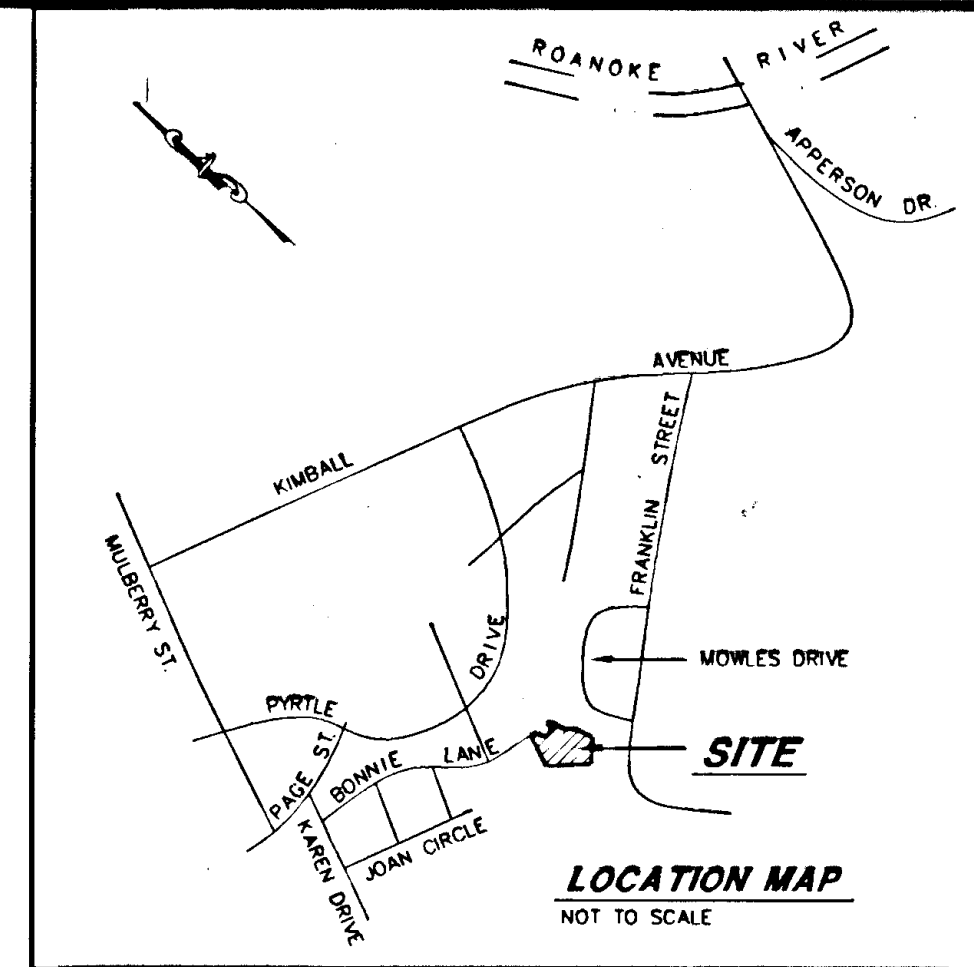 ROANOKE RIVER
APPERSON DR.
AVENUE
KIMBALL
FRANKLIN STREET
MULBERRY ST.
DRIVE
MOWLES DRIVE
PYRTLE
SITE
PAGE ST.
BONNIE LANE
KAREN DRIVE
JOAN CIRCLE
LOCATION MAP
NOT TO SCALE